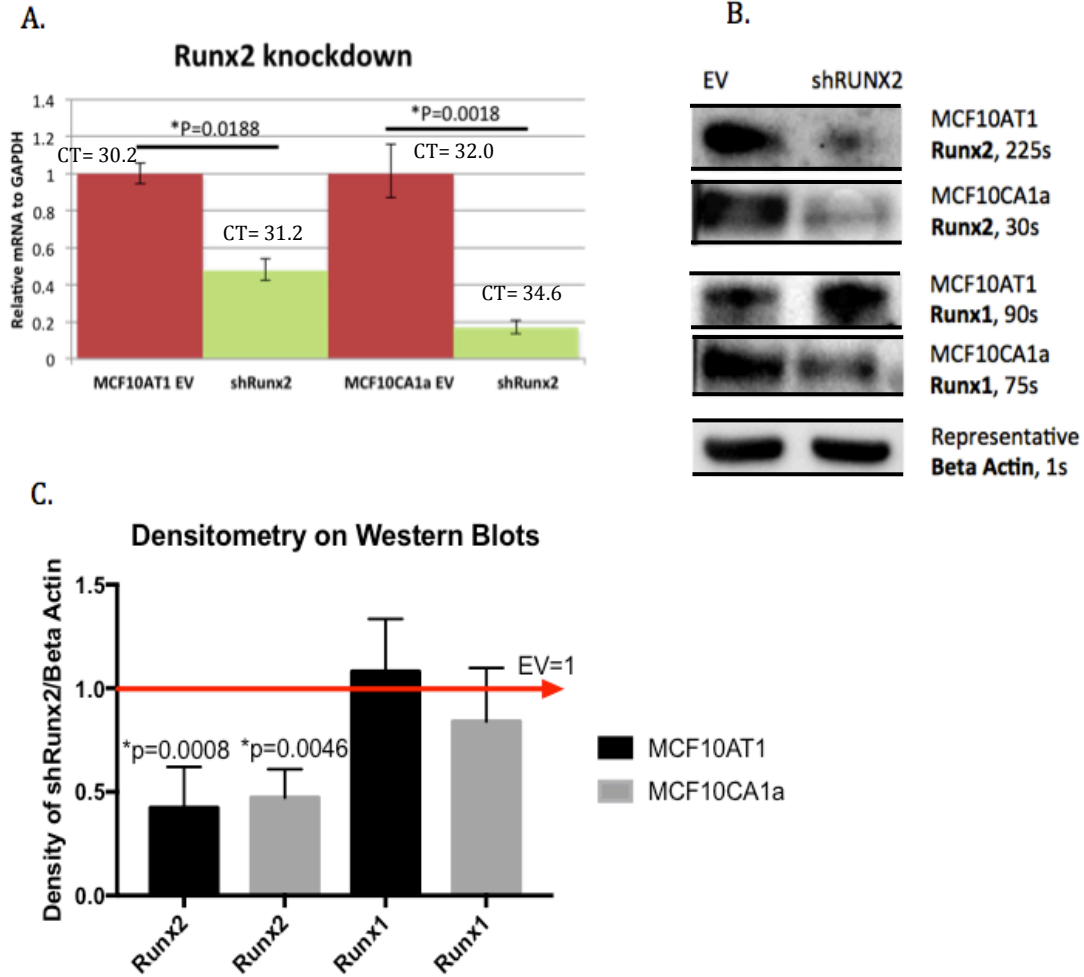 A.
Runx2 knockdown
Relative mRNA to GAPDH
1.4
1.2
1
0.8
0.6
0.4
0.2
0
*P=0.0188
*P=0.0018
CT= 30.2
CT= 31.2
CT= 32.0
CT= 34.6
MCF10AT1 EV
shRunx2
MCF10CA1a EV
shRunx2
B.
EV shRUNX2
MCF10AT1
Runx2, 225s
MCF10CA1a
Runx2, 30s
MCF10AT1
Runx1, 90s
MCF10CA1a
Runx1, 75s
Representative
Beta Actin, 1s
C.
Densitometry on Western Blots
Density of shRunx2/Beta Actin
1.5
1.0
0.5
0.0
EV=1
*p=0.0008
*p=0.0046
Runx2
Runx2
Runx1
Runx1
MCF10AT1
MCF10CA1a